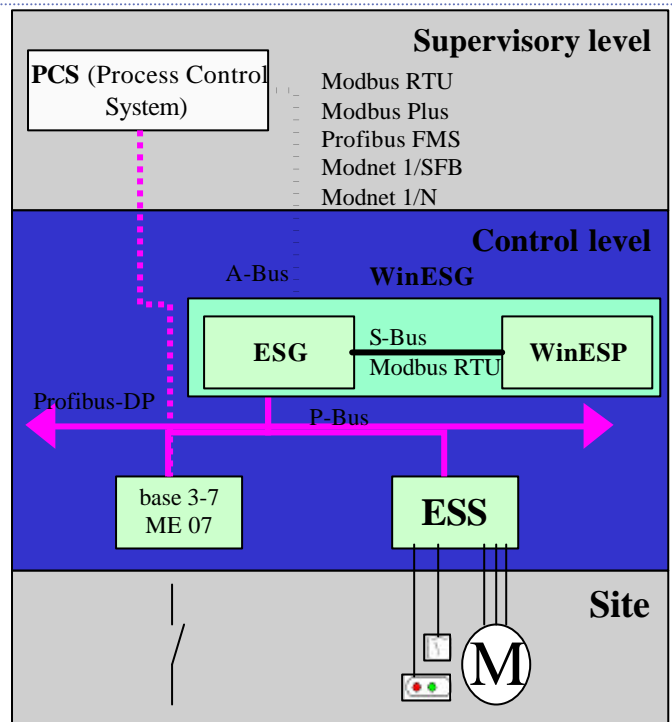 Supervisory level
PCS (Process Control
System)
Modbus RTU
Modbus Plus
Profibus FMS
Modnet 1/SFB
Modnet 1/N
Control level
A-Bus
WinESG
ESG
S-Bus
Modbus RTU
WinESP
Profibus-DP
P-Bus
base 3-7
ME 07
ESS
Site
M